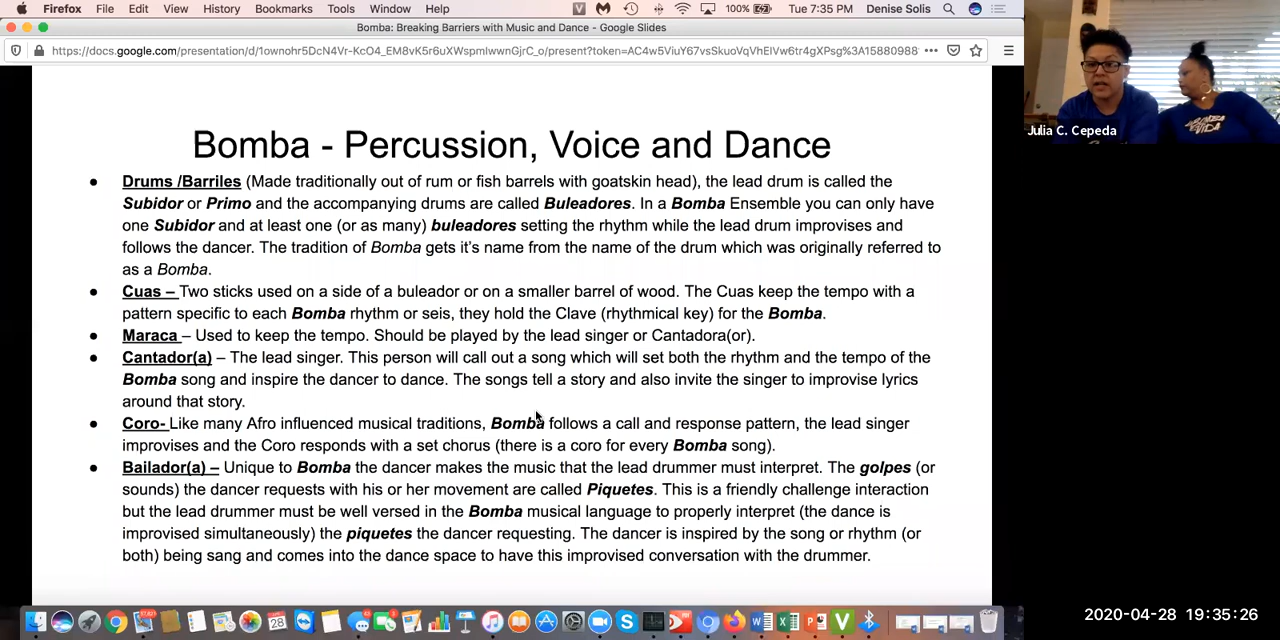 Firefox File Edit View History Bookmarks Tools Window Help 100% Tue 7:35 PM Denise Solis
Bomba: Breaking Barriers with Music and Dance - Google Slides
https://docs.google.com/presentation/d/1ownohr5DcN4Vr-KcO4_EM8vK5r6uXWspmlwwnGjrC_o/present?token=AC4w5ViuY67vsSkuoVqVhElVw6tr4gXPsg%3A15880988
Bomba - Percussion, Voice and Dance
● Drums /Barriles (Made traditionally out of rum or fish barrels with goatskin head), the lead drum is called the
Subidor or Primo and the accompanying drums are called Buleadores. In a Bomba Ensemble you can only have
one Subidor and at least one (or as many) buleadores setting the rhythm while the lead drum improvises and
follows the dancer. The tradition of Bomba gets it's name from the name of the drum which was originally referred to
as a Bomba.
● Cuas – Two sticks used on a side of a buleador or on a smaller barrel of wood. The Cuas keep the tempo with a
pattern specific to each Bomba rhythm or seis, they hold the Clave (rhythmical key) for the Bomba.
● Maraca – Used to keep the tempo. Should be played by the lead singer or Cantadora(or).
● Cantador(a) – The lead singer. This person will call out a song which will set both the rhythm and the tempo of the
Bomba song and inspire the dancer to dance. The songs tell a story and also invite the singer to improvise lyrics
around that story.
● Coro- Like many Afro influenced musical traditions, Bomba follows a call and response pattern, the lead singer
improvises and the Coro responds with a set chorus (there is a coro for every Bomba song).
● Bailador(a) – Unique to Bomba the dancer makes the music that the lead drummer must interpret. The golpes (or
sounds) the dancer requests with his or her movement are called Piquetes. This is a friendly challenge interaction
but the lead drummer must be well versed in the Bomba musical language to properly interpret (the dance is
improvised simultaneously) the piquetes the dancer requesting. The dancer is inspired by the song or rhythm (or
both) being sang and comes into the dance space to have this improvised conversation with the drummer.
Julia C. Cepeda
2020-04-28 19:35:26